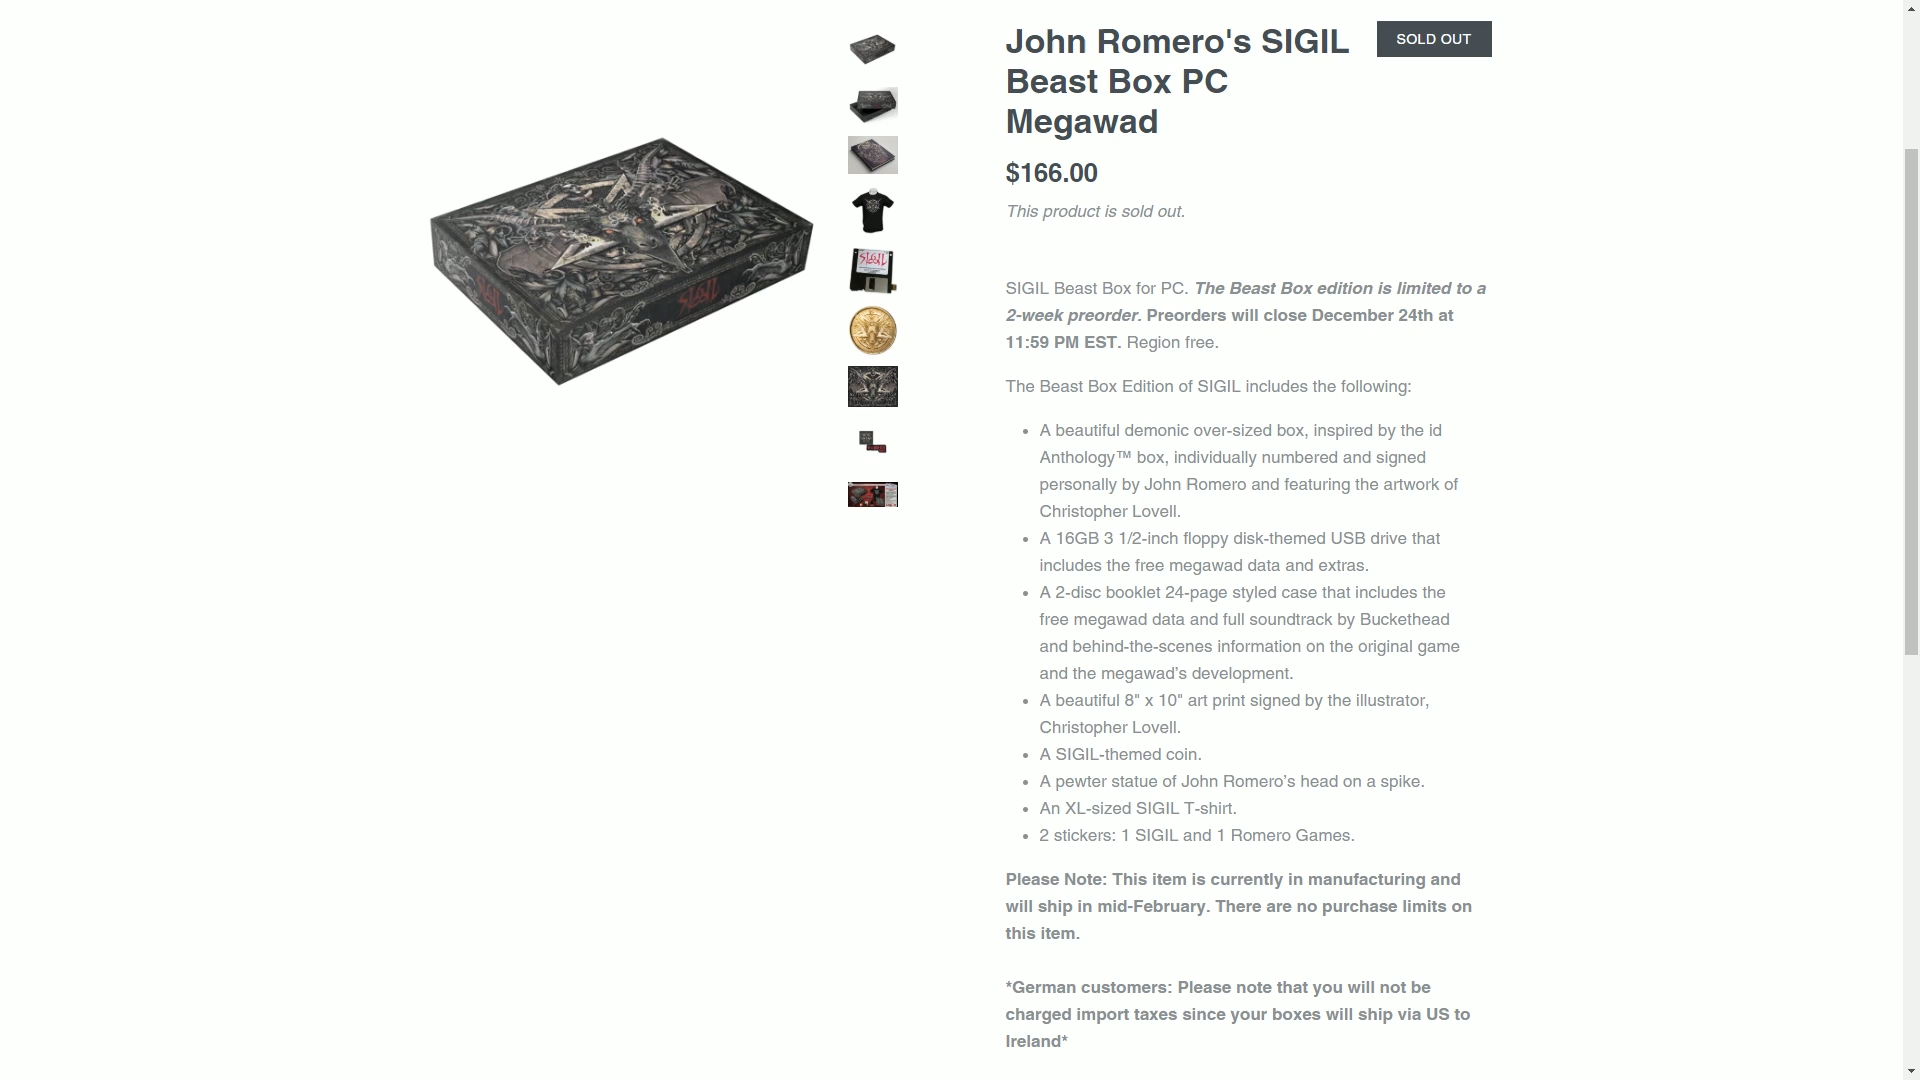 John Romero's SIGIL
Beast Box PC
Megawad
SOLD OUT
$166.00
This product is sold out.
SIGIL Beast Box for PC. The Beast Box edition is limited to a
2-week preorder. Preorders will close December 24th at
11:59 PM EST. Region free.
The Beast Box Edition of SIGIL includes the following:
• A beautiful demonic over-sized box, inspired by the id
Anthology™ box, individually numbered and signed
personally by John Romero and featuring the artwork of
Christopher Lovell.
• A 16GB 3 1/2-inch floppy disk-themed USB drive that
includes the free megawad data and extras.
• A 2-disc booklet 24-page styled case that includes the
free megawad data and full soundtrack by Buckethead
and behind-the-scenes information on the original game
and the megawad’s development.
• A beautiful 8" x 10" art print signed by the illustrator,
Christopher Lovell.
• A SIGIL-themed coin.
• A pewter statue of John Romero’s head on a spike.
• An XL-sized SIGIL T-shirt.
• 2 stickers: 1 SIGIL and 1 Romero Games.
Please Note: This item is currently in manufacturing and
will ship in mid-February. There are no purchase limits on
this item.
*German customers: Please note that you will not be
charged import taxes since your boxes will ship via US to
Ireland*
SIGIL
SIGIL
SIGIL